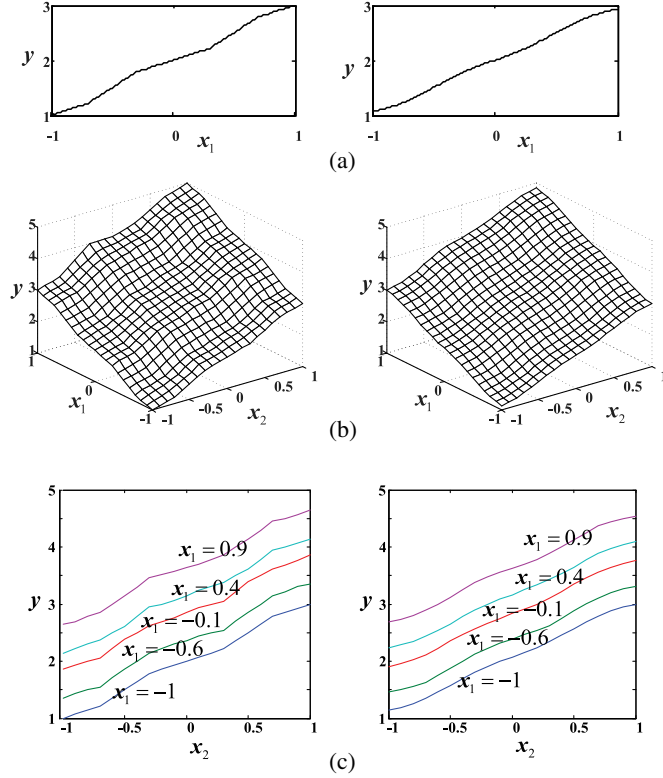 3 3
y 2 y 2
1 1
-1 0 1 -1 0 1
x1 x1
(a)
5 5
4 4
y 3 y 3
2 2
1 1
0 1 0 1
x1 0.5 x1 0.5
0 0
-0.5 x2 -0.5 x2
-1 -1 -1 -1
(b)
5 5
x1 = 0.9 x1 = 0.9
4 4
x1 = 0.4 x1 = 0.4
y 3 x1 = −0.1 y 3 x1 = −0.1
x1 = −0.6 x1 = −0.6
2 2
x1 = −1 x1 = −1
1 1
-1 -0.5 0 0.5 1 -1 -0.5 0 0.5 1
x2 x2
(c)